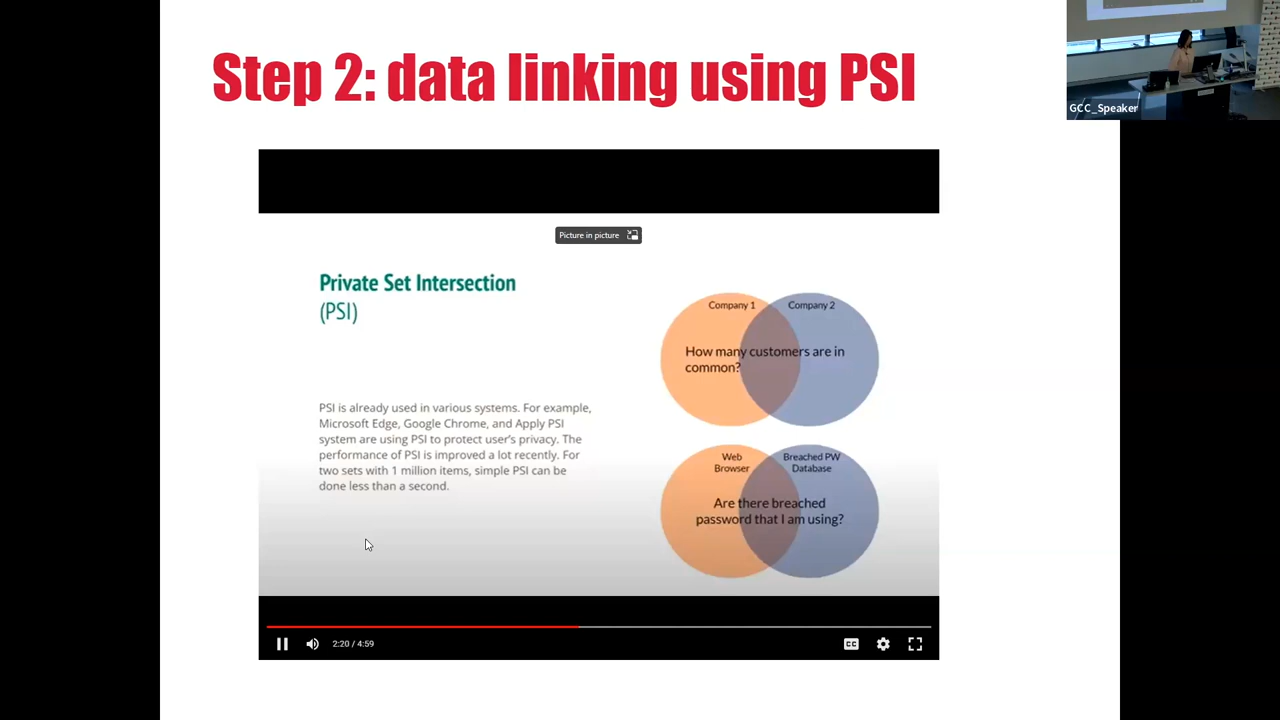 Step 2: data linking using PSI
GCC_Speaker
Picture in picture
Private Set Intersection
(PSI)
PSI is already used in various systems. For example,
Microsoft Edge, Google Chrome, and Apply PSI
system are using PSI to protect user's privacy. The
performance of PSI is improved a lot recently. For
two sets with 1 million items, simple PSI can be
done less than a second.
Company 1
Company 2
How many customers are in
common?
Web
Browser
Breached PW
Database
Are there breached
password that I am using?
2:20 / 4:59
CC